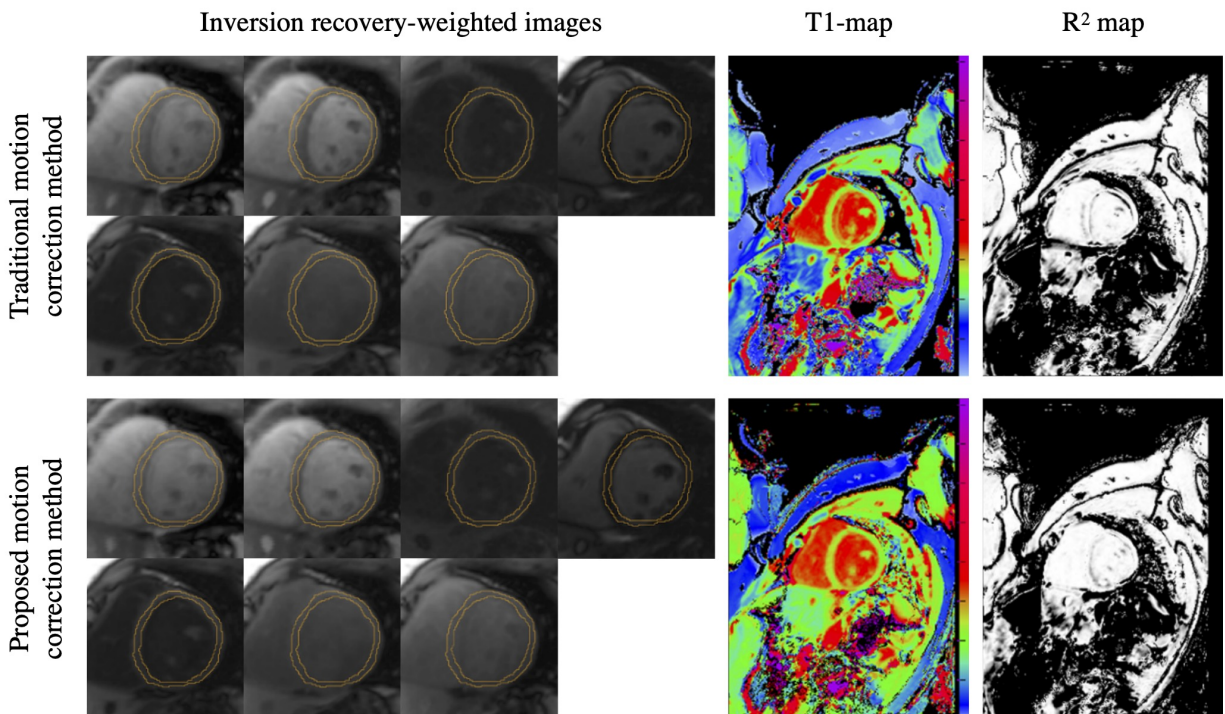 Inversion recovery-weighted images
T1-map
R² map
Traditional motion
correction method
Proposed motion
correction method